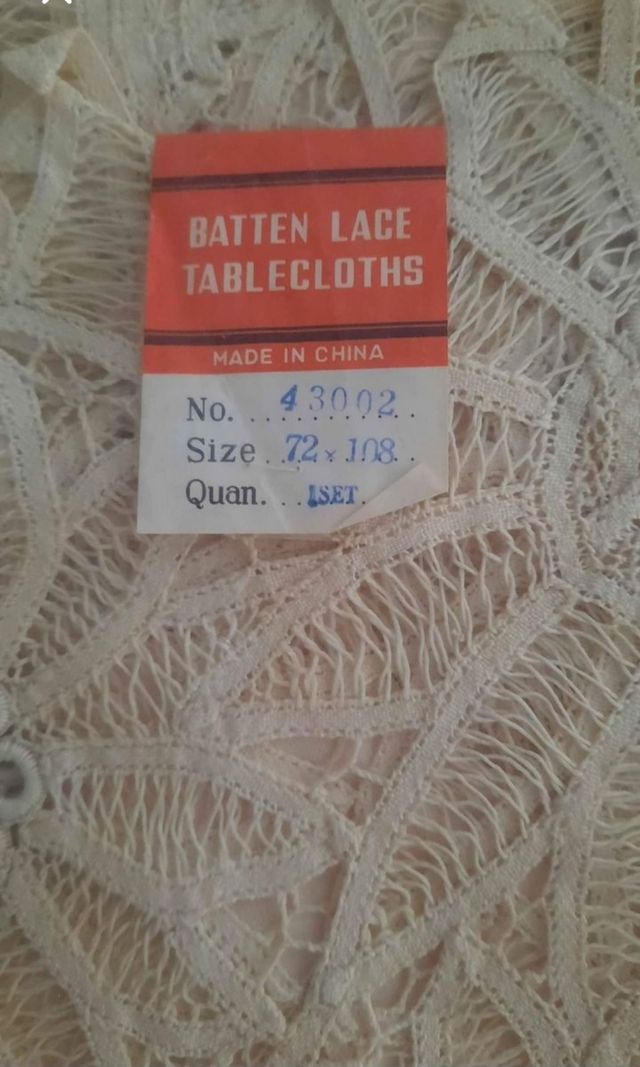 BATTEN LACE
TABLECLOTHS
MADE IN CHINA
No. ..43002..
Size ..72 x 108..
Quan. ..1SET.